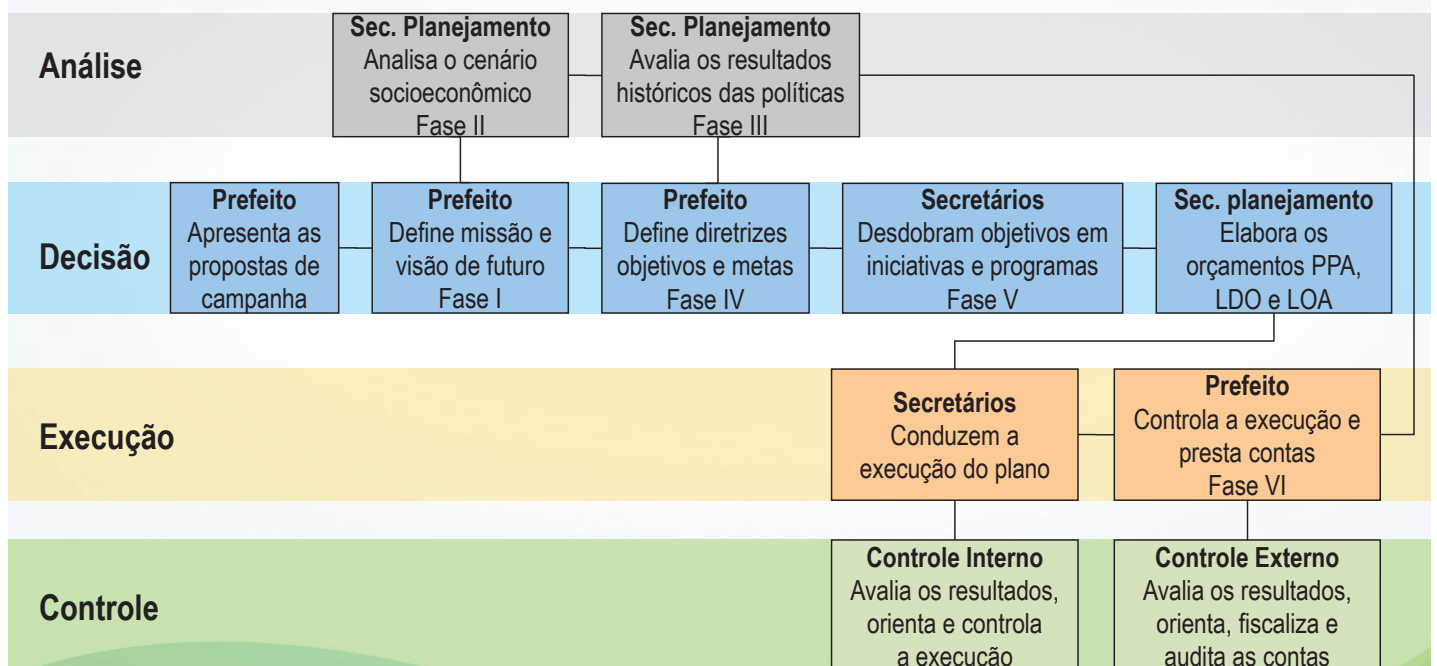 Análise
Sec. Planejamento
Analisa o cenário
socioeconômico
Fase II
Sec. Planejamento
Avalia os resultados
históricos das políticas
Fase III
Decisão
Prefeito
Apresenta as
propostas de
campanha
Prefeito
Define missão e
visão de futuro
Fase I
Prefeito
Define diretrizes
objetivos e metas
Fase IV
Secretários
Desdobram objetivos em
iniciativas e programas
Fase V
Sec. planejamento
Elabora os
orçamentos PPA,
LDO e LOA
Execução
Secretários
Conduzem a
execução do plano
Prefeito
Controla a execução e
presta contas
Fase VI
Controle
Controle Interno
Avalia os resultados,
orienta e controla
a execução
Controle Externo
Avalia os resultados,
orienta, fiscaliza e
audita as contas